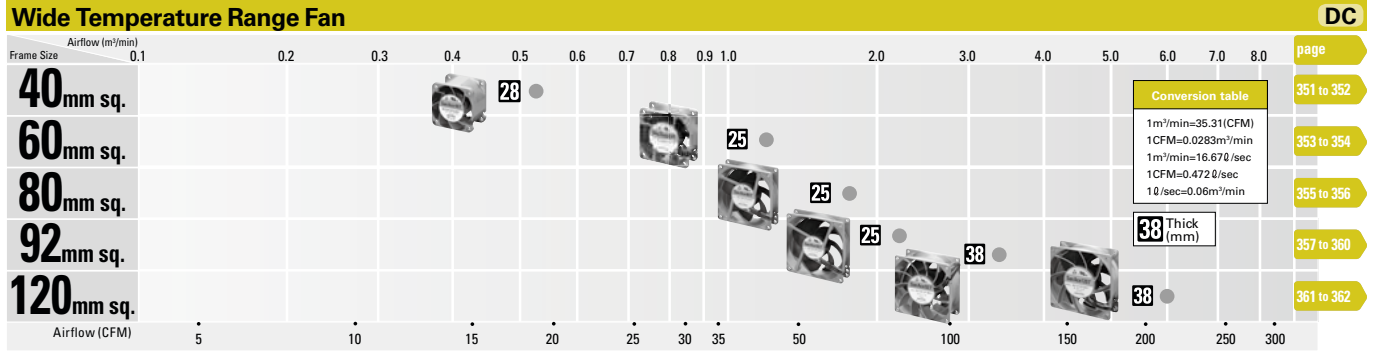 Wide Temperature Range Fan DC
Airflow (m³/min)
Frame Size 0.1 0.2 0.3 0.4 0.5 0.6 0.7 0.8 0.9 1.0 2.0 3.0 4.0 5.0 6.0 7.0 8.0 page
40mm sq. 28 351 to 352
60mm sq. 25 353 to 354
80mm sq. 25 355 to 356
92mm sq. 25 38 357 to 360
120mm sq. 38 361 to 362
Conversion table
1m³/min=35.31(CFM)
1CFM=0.0283m³/min
1m³/min=16.67ℓ/sec
1CFM=0.472ℓ/sec
1ℓ/sec=0.06m³/min
38 Thick
(mm)
Airflow (CFM) 5 10 15 20 25 30 35 50 100 150 200 250 300